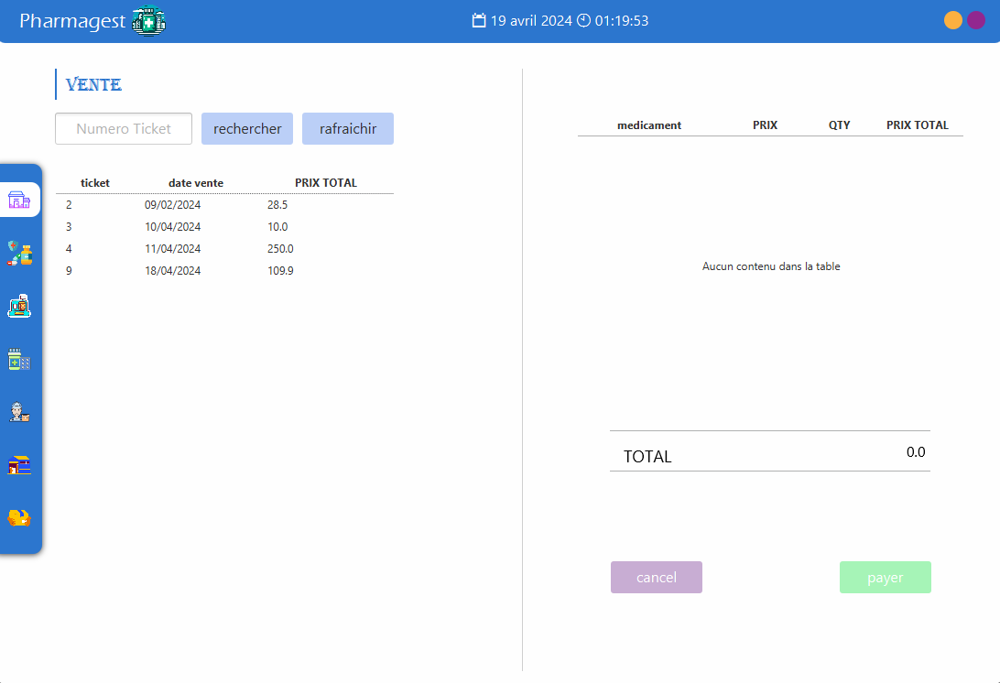 Pharmagest
19 avril 2024 01:19:53
VENTE
Numero Ticket rechercher rafraichir
ticket date vente PRIX TOTAL
2 09/02/2024 28.5
3 10/04/2024 10.0
4 11/04/2024 250.0
9 18/04/2024 109.9
medicament PRIX QTY PRIX TOTAL
Aucun contenu dans la table
TOTAL 0.0
cancel payer